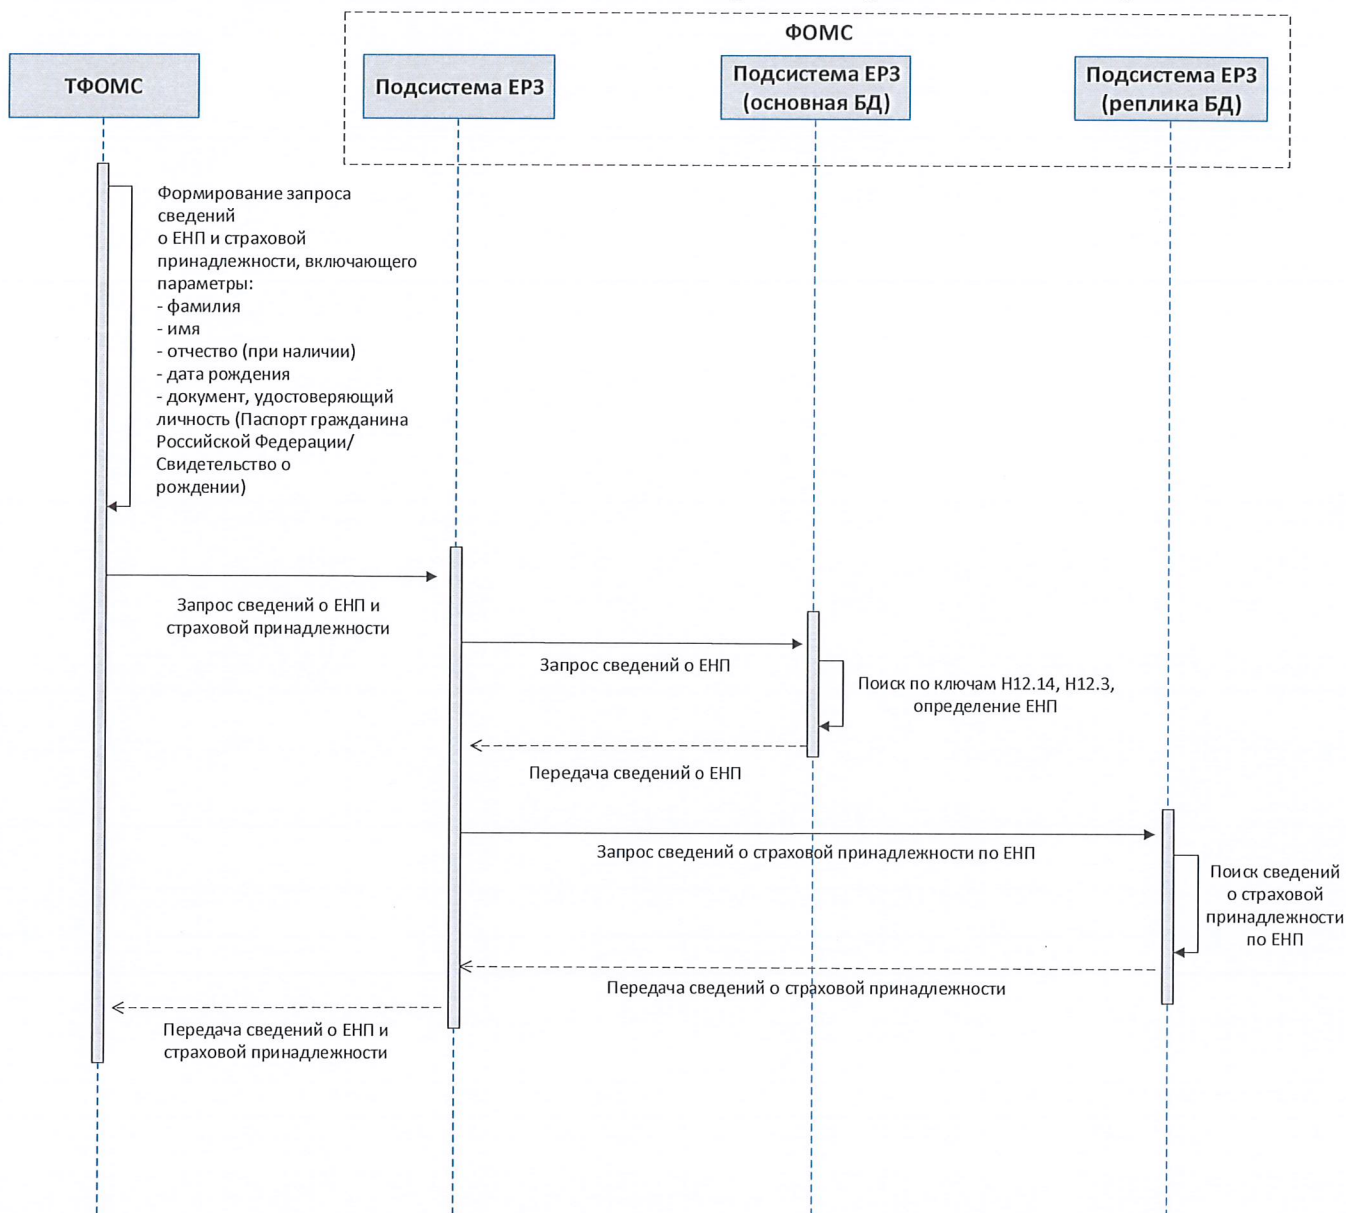 ФОМС
ТФОМС
Подсистема ЕРЗ
Подсистема ЕРЗ
(основная БД)
Подсистема ЕРЗ
(реплика БД)
Формирование запроса
сведений
о ЕНП и страховой
принадлежности, включающего
параметры:
- фамилия
- имя
- отчество (при наличии)
- дата рождения
- документ, удостоверяющий
личность (Паспорт гражданина
Российской Федерации/
Свидетельство о
рождении)
Запрос сведений о ЕНП и
страховой принадлежности
Запрос сведений о ЕНП
Поиск по ключам Н12.14, Н12.3,
определение ЕНП
Передача сведений о ЕНП
Запрос сведений о страховой принадлежности по ЕНП
Поиск сведений
о страховой
принадлежности
по ЕНП
Передача сведений о страховой принадлежности
Передача сведений о ЕНП и
страховой принадлежности